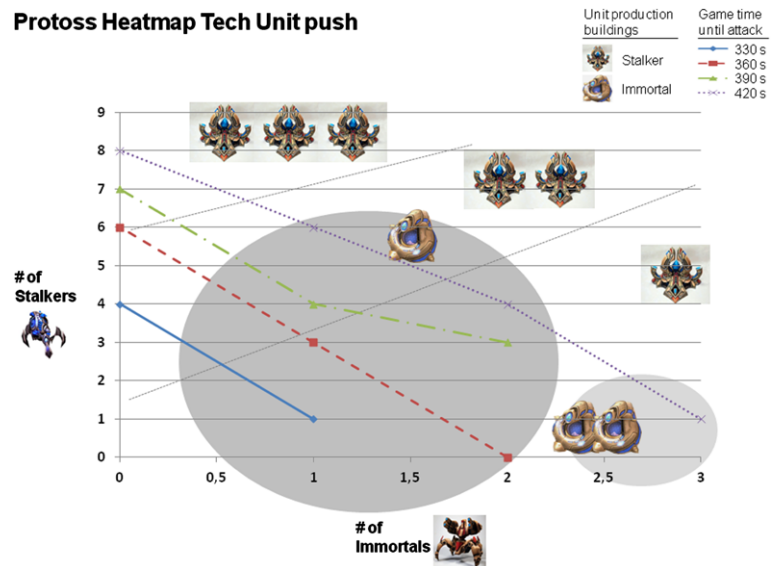 Protoss Heatmap Tech Unit push
Unit production
buildings
Stalker
Immortal
Game time
until attack
330 s
360 s
390 s
420 s
9
8
7
6
5
4
3
2
1
0
# of
Stalkers
0
0,5
1
1,5
2
2,5
3
# of
Immortals